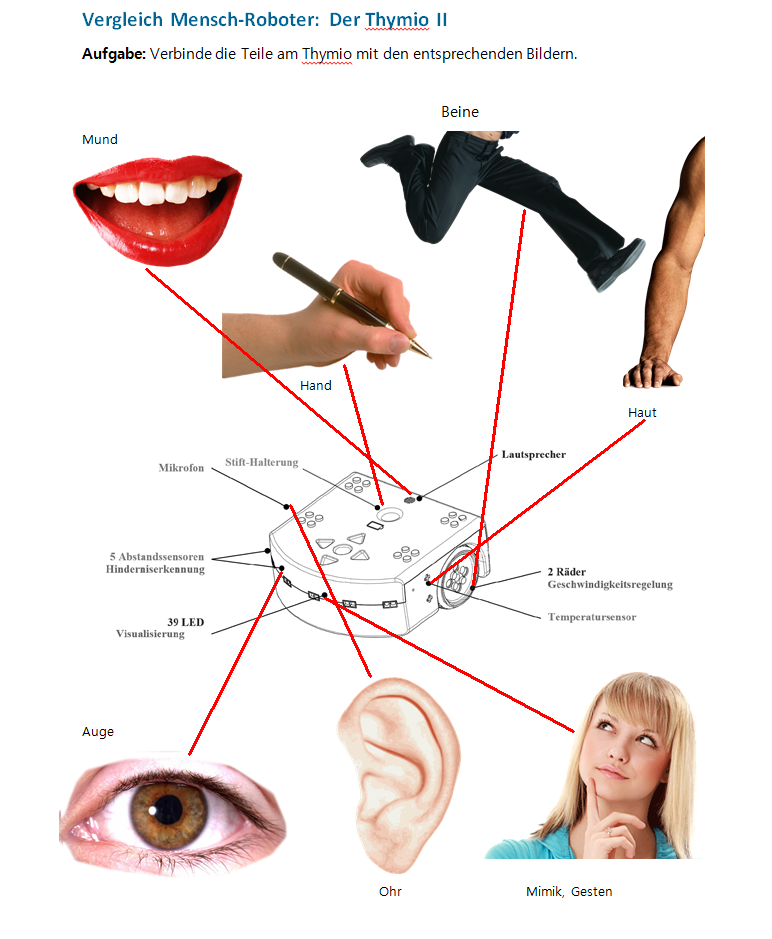 Vergleich Mensch-Roboter: Der Thymio II
Aufgabe: Verbinde die Teile am Thymio mit den entsprechenden Bildern.
Beine
Mund
Hand
Haut
Lautsprecher
Stift-Halterung
Mikrofon
5 Abstandssensoren
Hinderniserkennung
2 Räder
Geschwindigkeitsregelung
Temperatursensor
39 LED
Visualisierung
Auge
Ohr
Mimik, Gesten